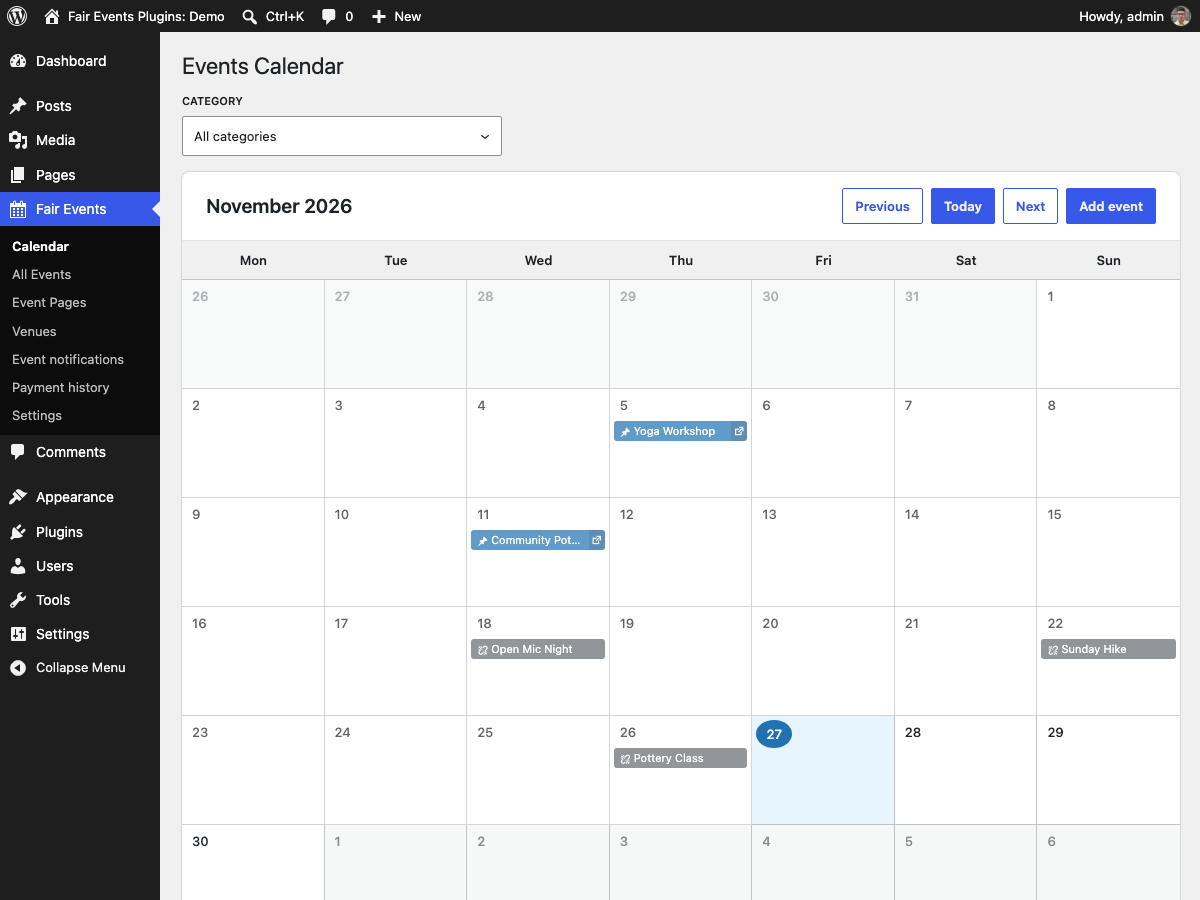 Fair Events Plugins: Demo Ctrl+K 0 New Howdy, admin
Dashboard
Posts
Media
Pages
Fair Events
Calendar
All Events
Event Pages
Venues
Event notifications
Payment history
Settings
Comments
Appearance
Plugins
Users
Tools
Settings
Collapse Menu
Events Calendar
CATEGORY
All categories
November 2026 Previous Today Next Add event
Mon Tue Wed Thu Fri Sat Sun
26 27 28 29 30 31 1
2 3 4 5 6 7 8
Yoga Workshop
9 10 11 12 13 14 15
Community Pot...
16 17 18 19 20 21 22
Open Mic Night Sunday Hike
23 24 25 26 27 28 29
Pottery Class
30 1 2 3 4 5 6